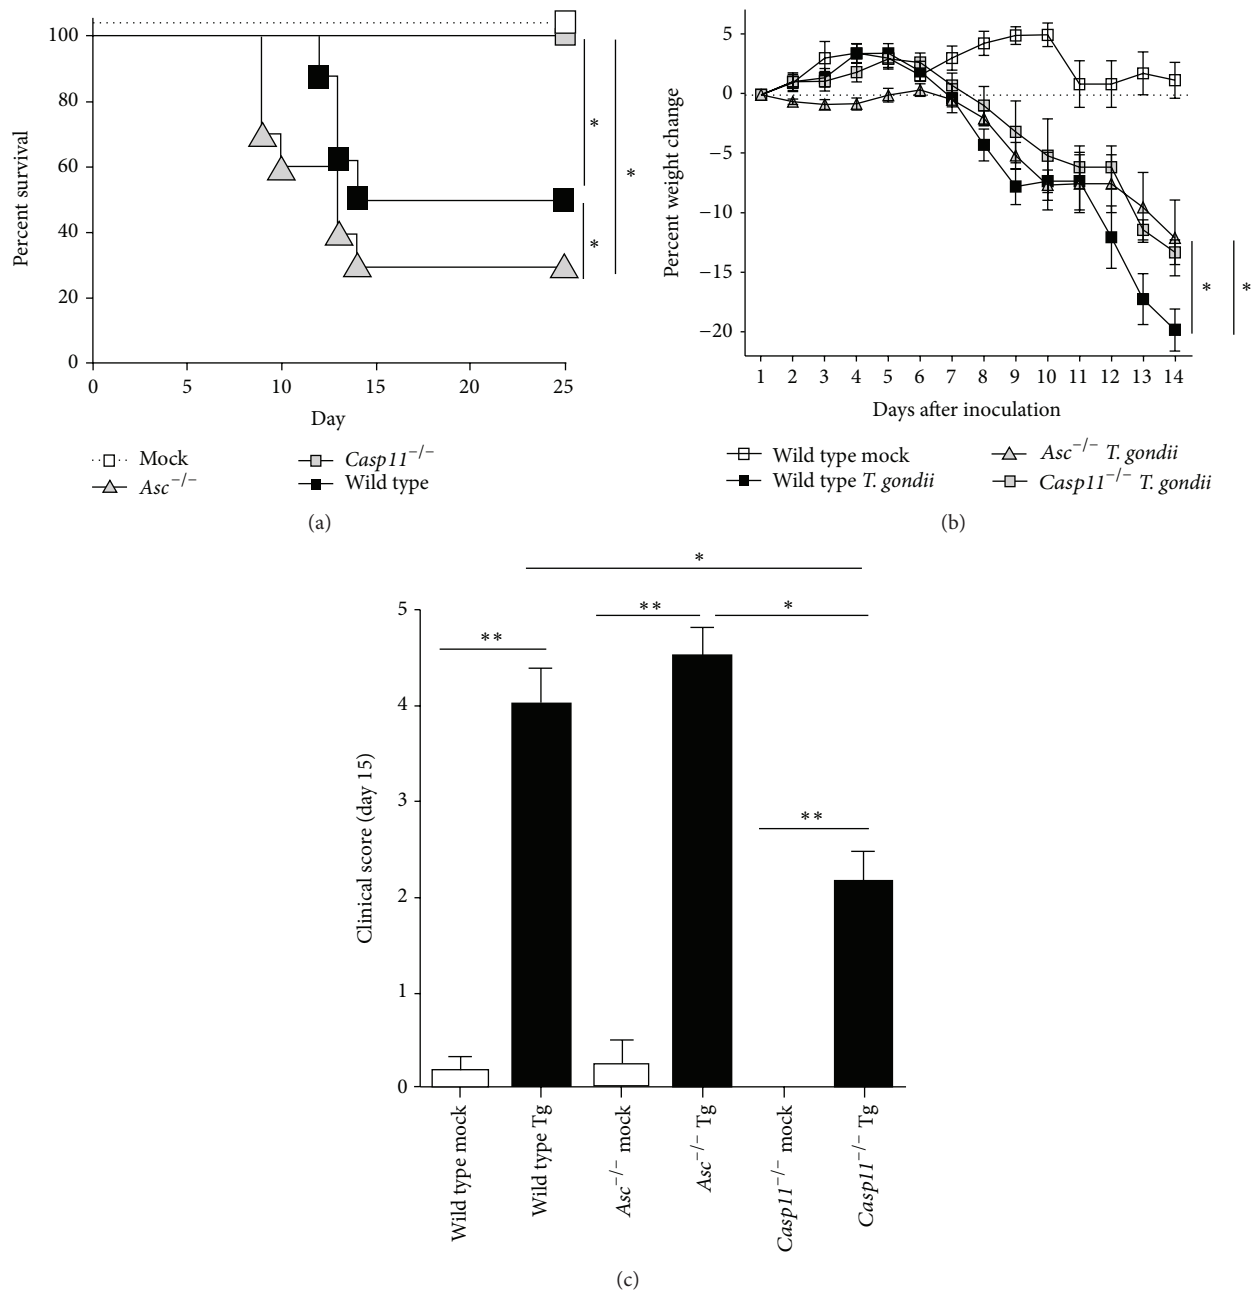 100
80
60
40
20
0
Percent survival
*
*
*
0 5 10 15 20 25
Day
Mock
Asc−/−
Casp11−/−
Wild type
(a)
5
0
−5
−10
−15
−20
Percent weight change
*
*
1 2 3 4 5 6 7 8 9 10 11 12 13 14
Days after inoculation
Wild type mock
Wild type T. gondii
Asc−/− T. gondii
Casp11−/− T. gondii
(b)
*
**
**
*
**
5
4
3
2
1
0
Clinical score (day 15)
Wild type mock
Wild type Tg
Asc−/− mock
Asc−/− Tg
Casp11−/− mock
Casp11−/− Tg
(c)